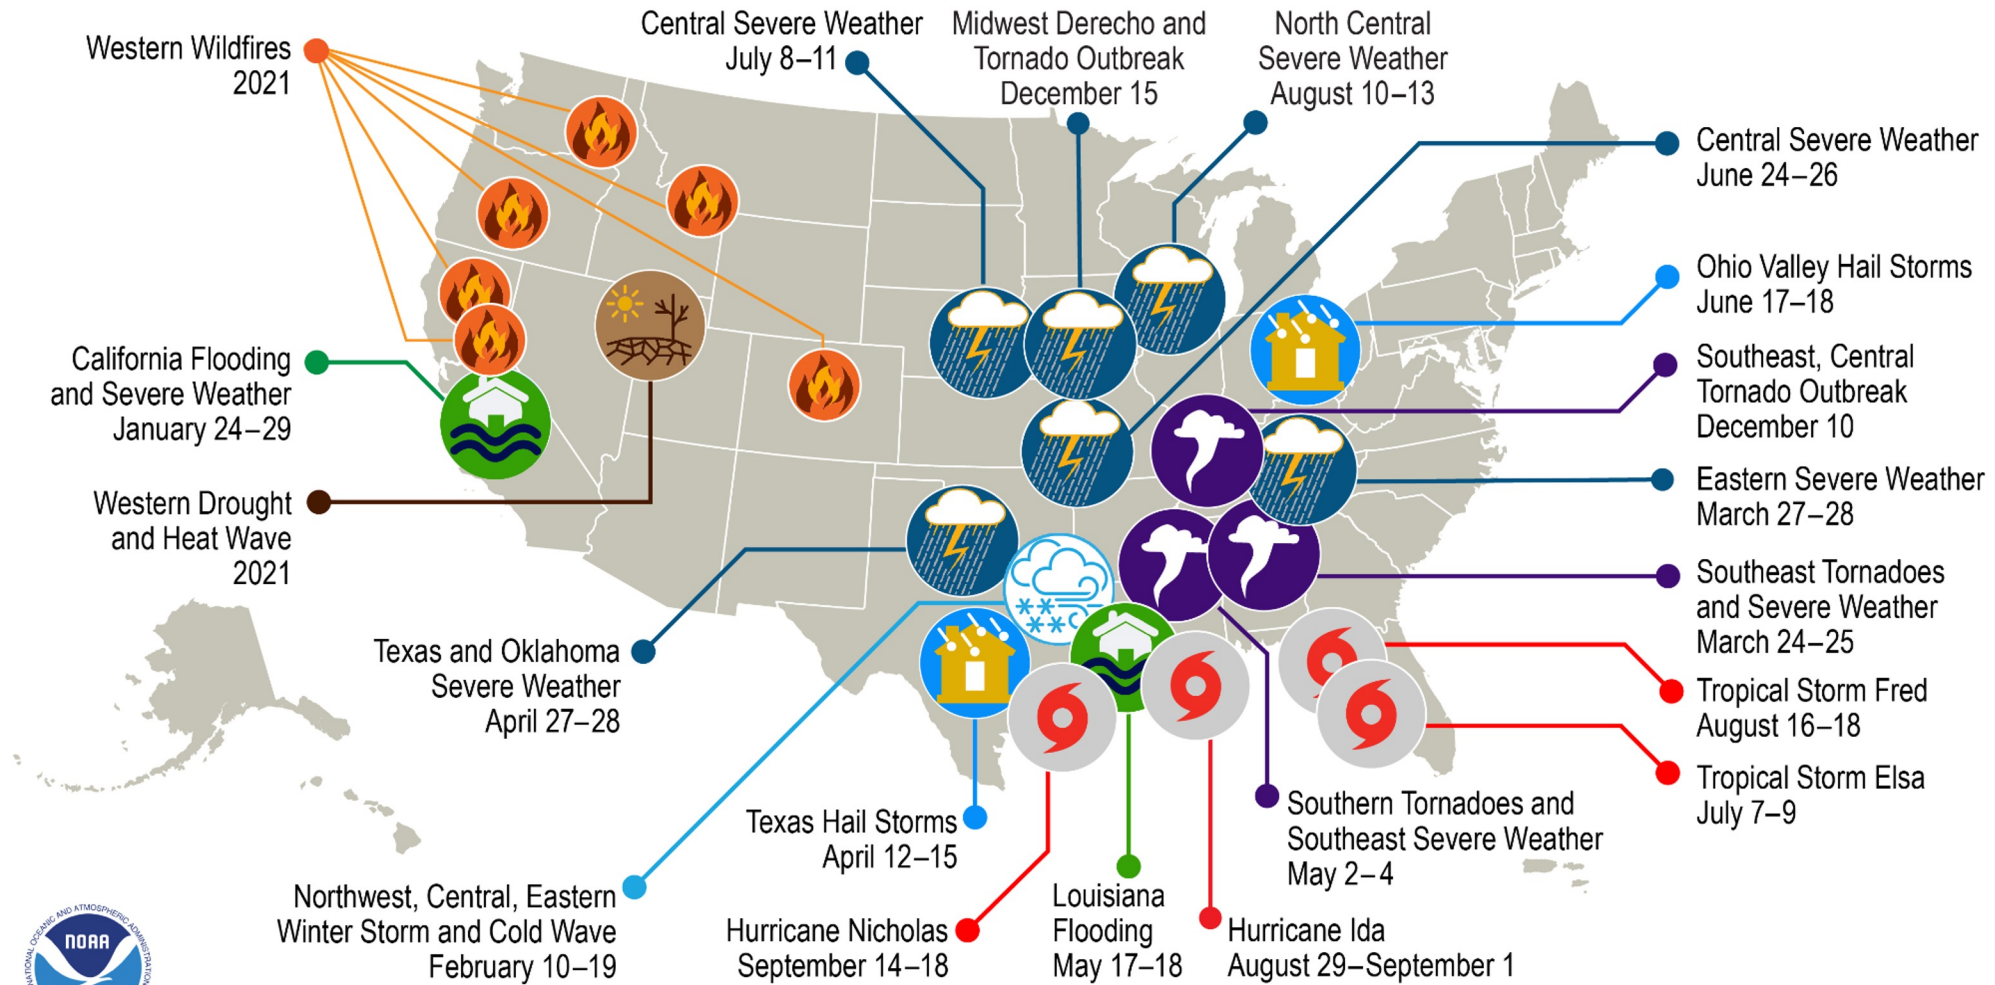 Western Wildfires
2021
Central Severe Weather
July 8–11
Midwest Derecho and
Tornado Outbreak
December 15
North Central
Severe Weather
August 10–13
Central Severe Weather
June 24–26
Ohio Valley Hail Storms
June 17–18
Southeast, Central
Tornado Outbreak
December 10
Eastern Severe Weather
March 27–28
Southeast Tornadoes
and Severe Weather
March 24–25
Tropical Storm Fred
August 16–18
Tropical Storm Elsa
July 7–9
California Flooding
and Severe Weather
January 24–29
Western Drought
and Heat Wave
2021
Texas and Oklahoma
Severe Weather
April 27–28
Texas Hail Storms
April 12–15
Northwest, Central, Eastern
Winter Storm and Cold Wave
February 10–19
Hurricane Nicholas
September 14–18
Louisiana
Flooding
May 17–18
Hurricane Ida
August 29–September 1
Southern Tornadoes and
Southeast Severe Weather
May 2–4
NATIONAL OCEANIC AND ATMOSPHERIC ADMINISTRATION
NOAA